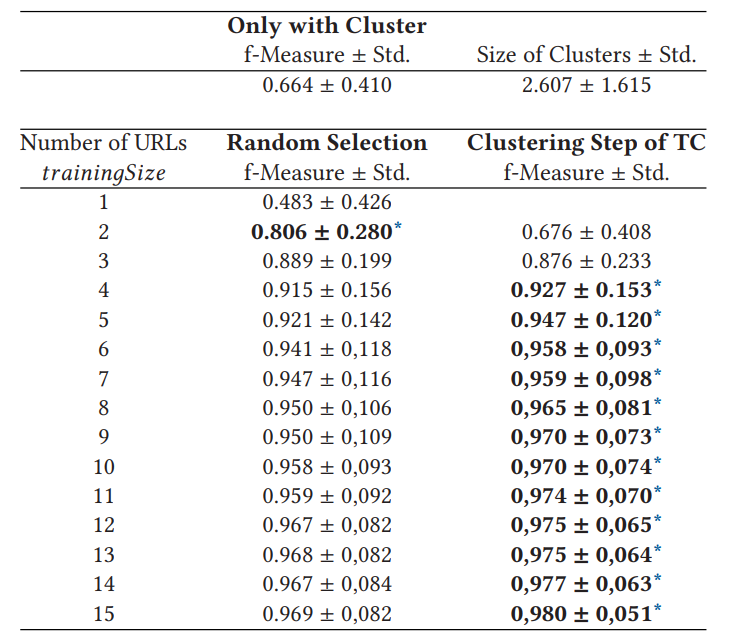 Only with Cluster
f-Measure ± Std. Size of Clusters ± Std.
0.664 ± 0.410 2.607 ± 1.615
Number of URLs Random Selection Clustering Step of TC
trainingSize f-Measure ± Std. f-Measure ± Std.
1 0.483 ± 0.426
2 0.806 ± 0.280* 0.676 ± 0.408
3 0.889 ± 0.199 0.876 ± 0.233
4 0.915 ± 0.156 0.927 ± 0.153*
5 0.921 ± 0.142 0.947 ± 0.120*
6 0.941 ± 0,118 0,958 ± 0,093*
7 0.947 ± 0,116 0,959 ± 0,098*
8 0.950 ± 0,106 0,965 ± 0,081*
9 0.950 ± 0,109 0,970 ± 0,073*
10 0.958 ± 0,093 0,970 ± 0,074*
11 0.959 ± 0,092 0,974 ± 0,070*
12 0.967 ± 0,082 0,975 ± 0,065*
13 0.968 ± 0,082 0,975 ± 0,064*
14 0.967 ± 0,084 0,977 ± 0,063*
15 0.969 ± 0,082 0,980 ± 0,051*